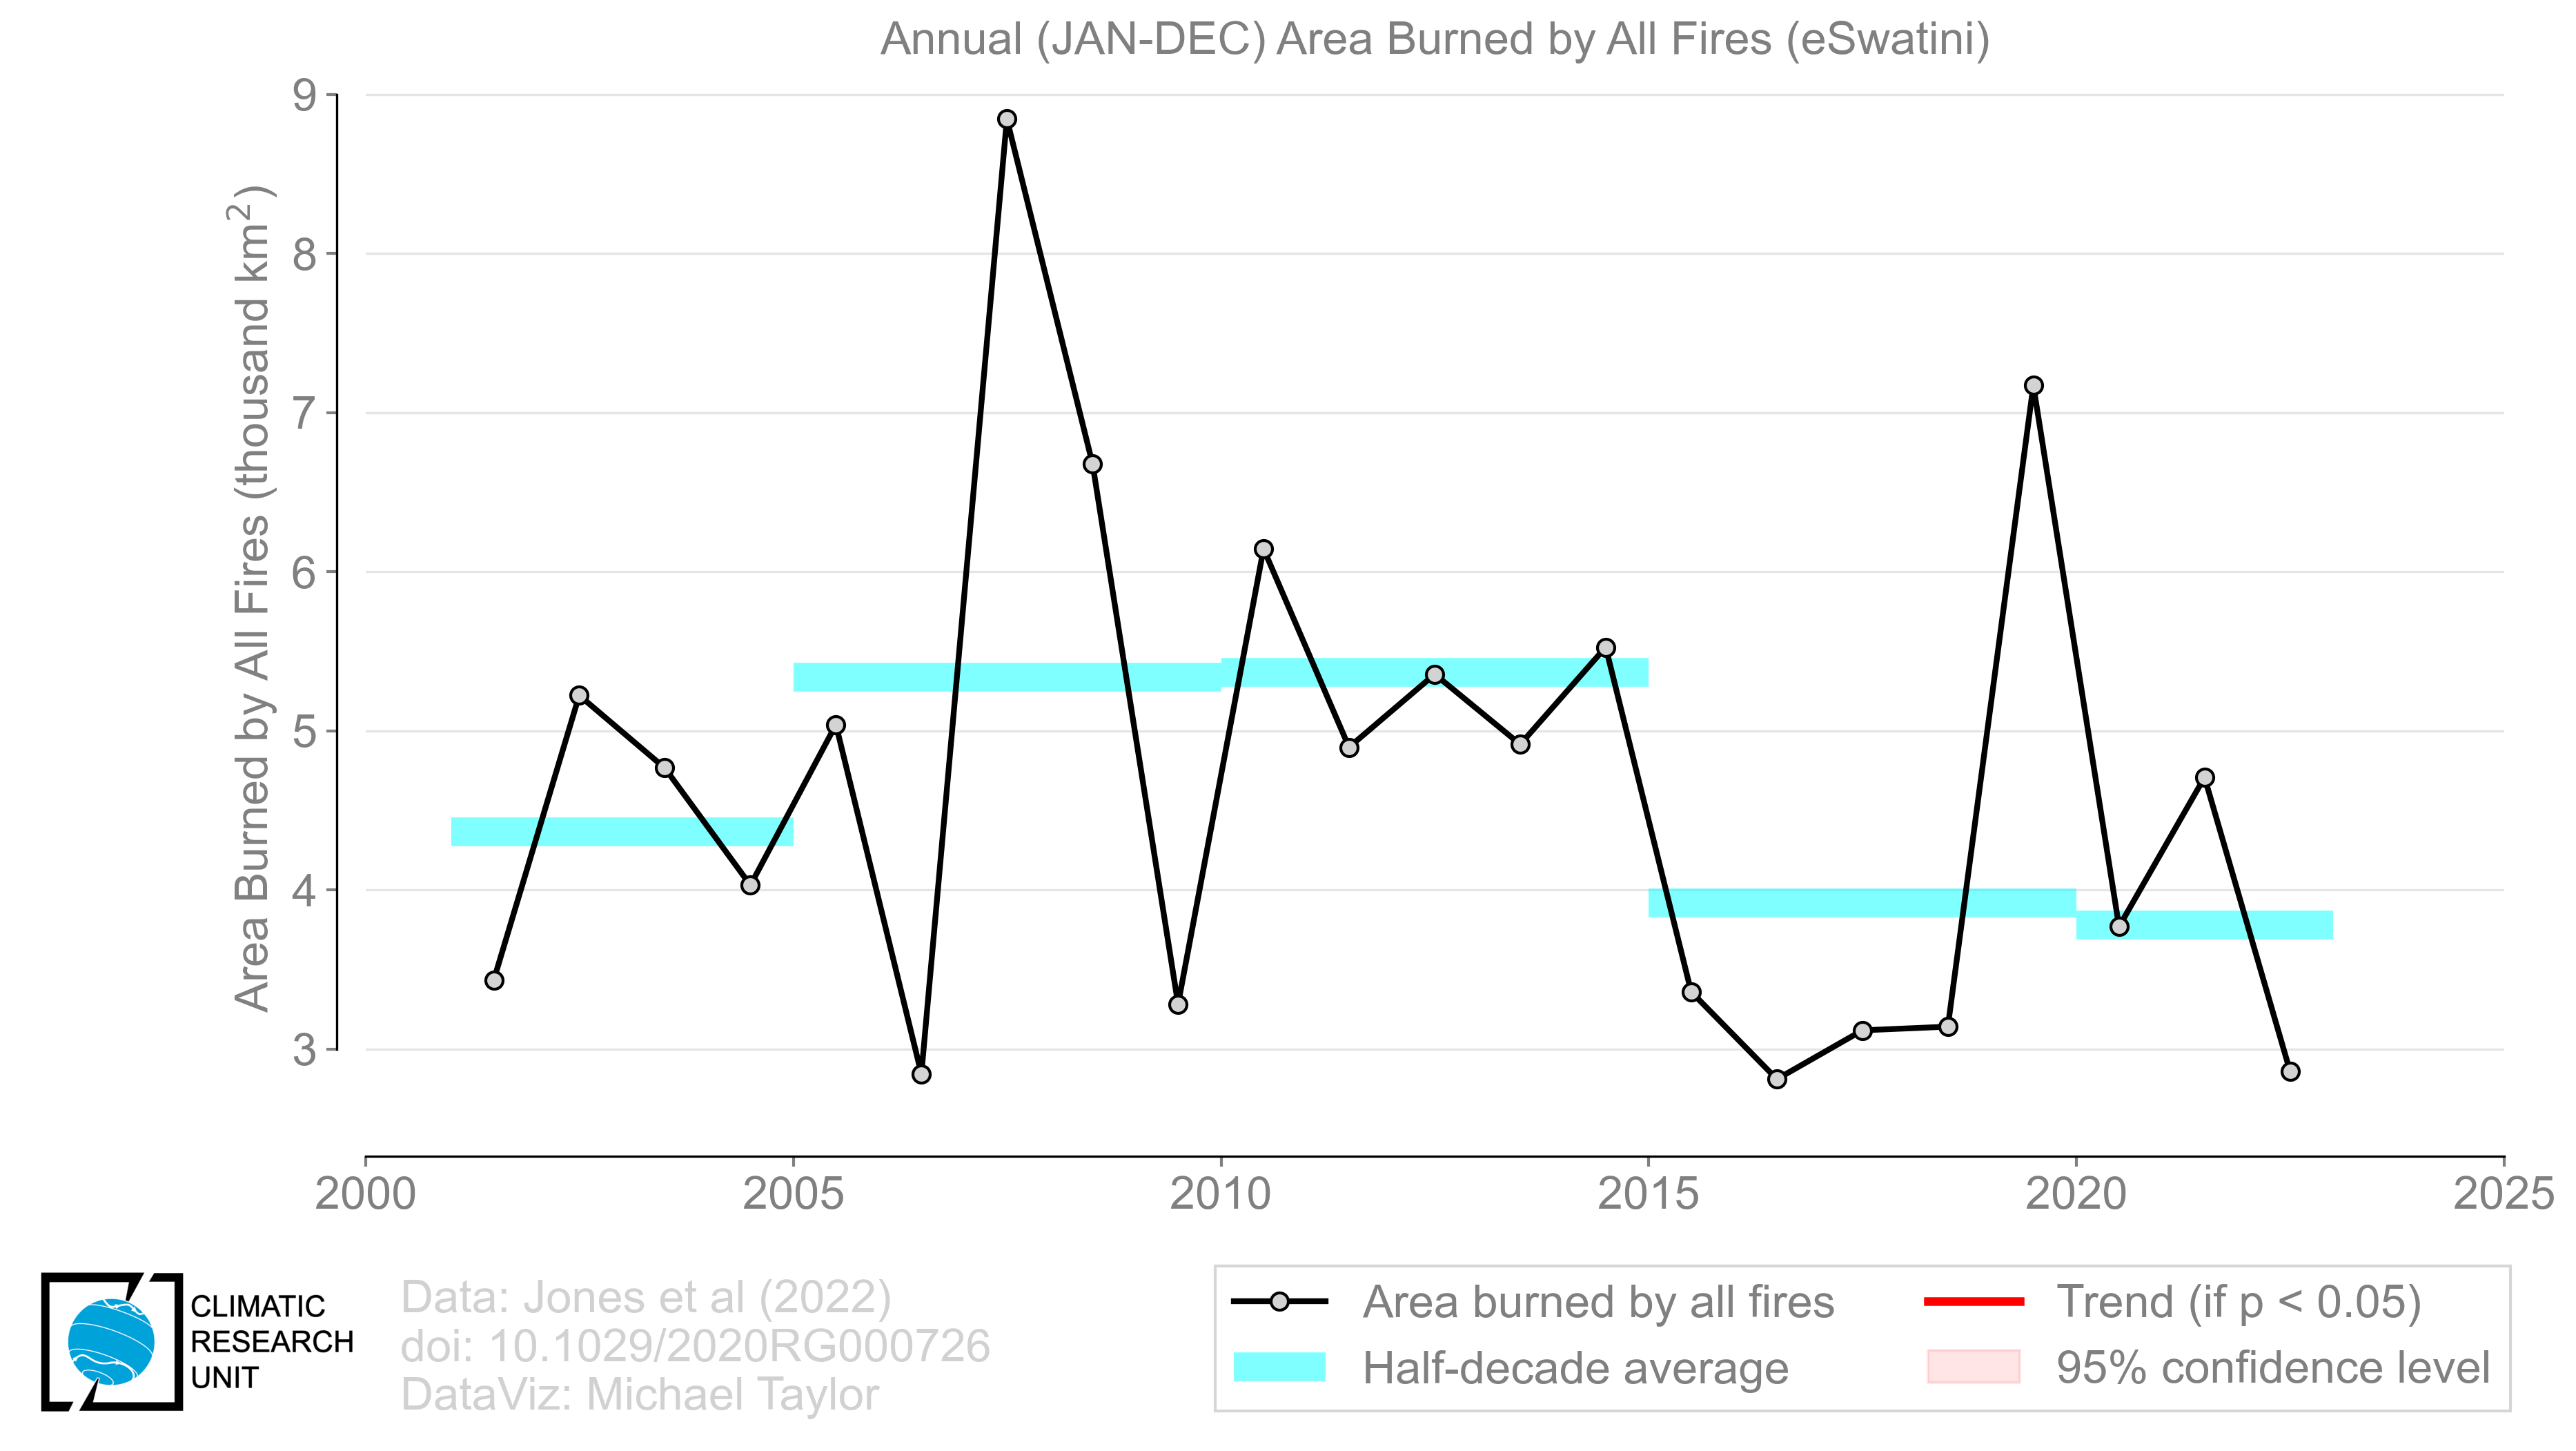 Annual (JAN-DEC) Area Burned by All Fires (eSwatini)
Area Burned by All Fires (thousand km²)
9
8
7
6
5
4
3
2000 2005 2010 2015 2020 2025
CLIMATIC
RESEARCH
UNIT
Data: Jones et al (2022)
doi: 10.1029/2020RG000726
DataViz: Michael Taylor
Area burned by all fires
Half-decade average
Trend (if p < 0.05)
95% confidence level